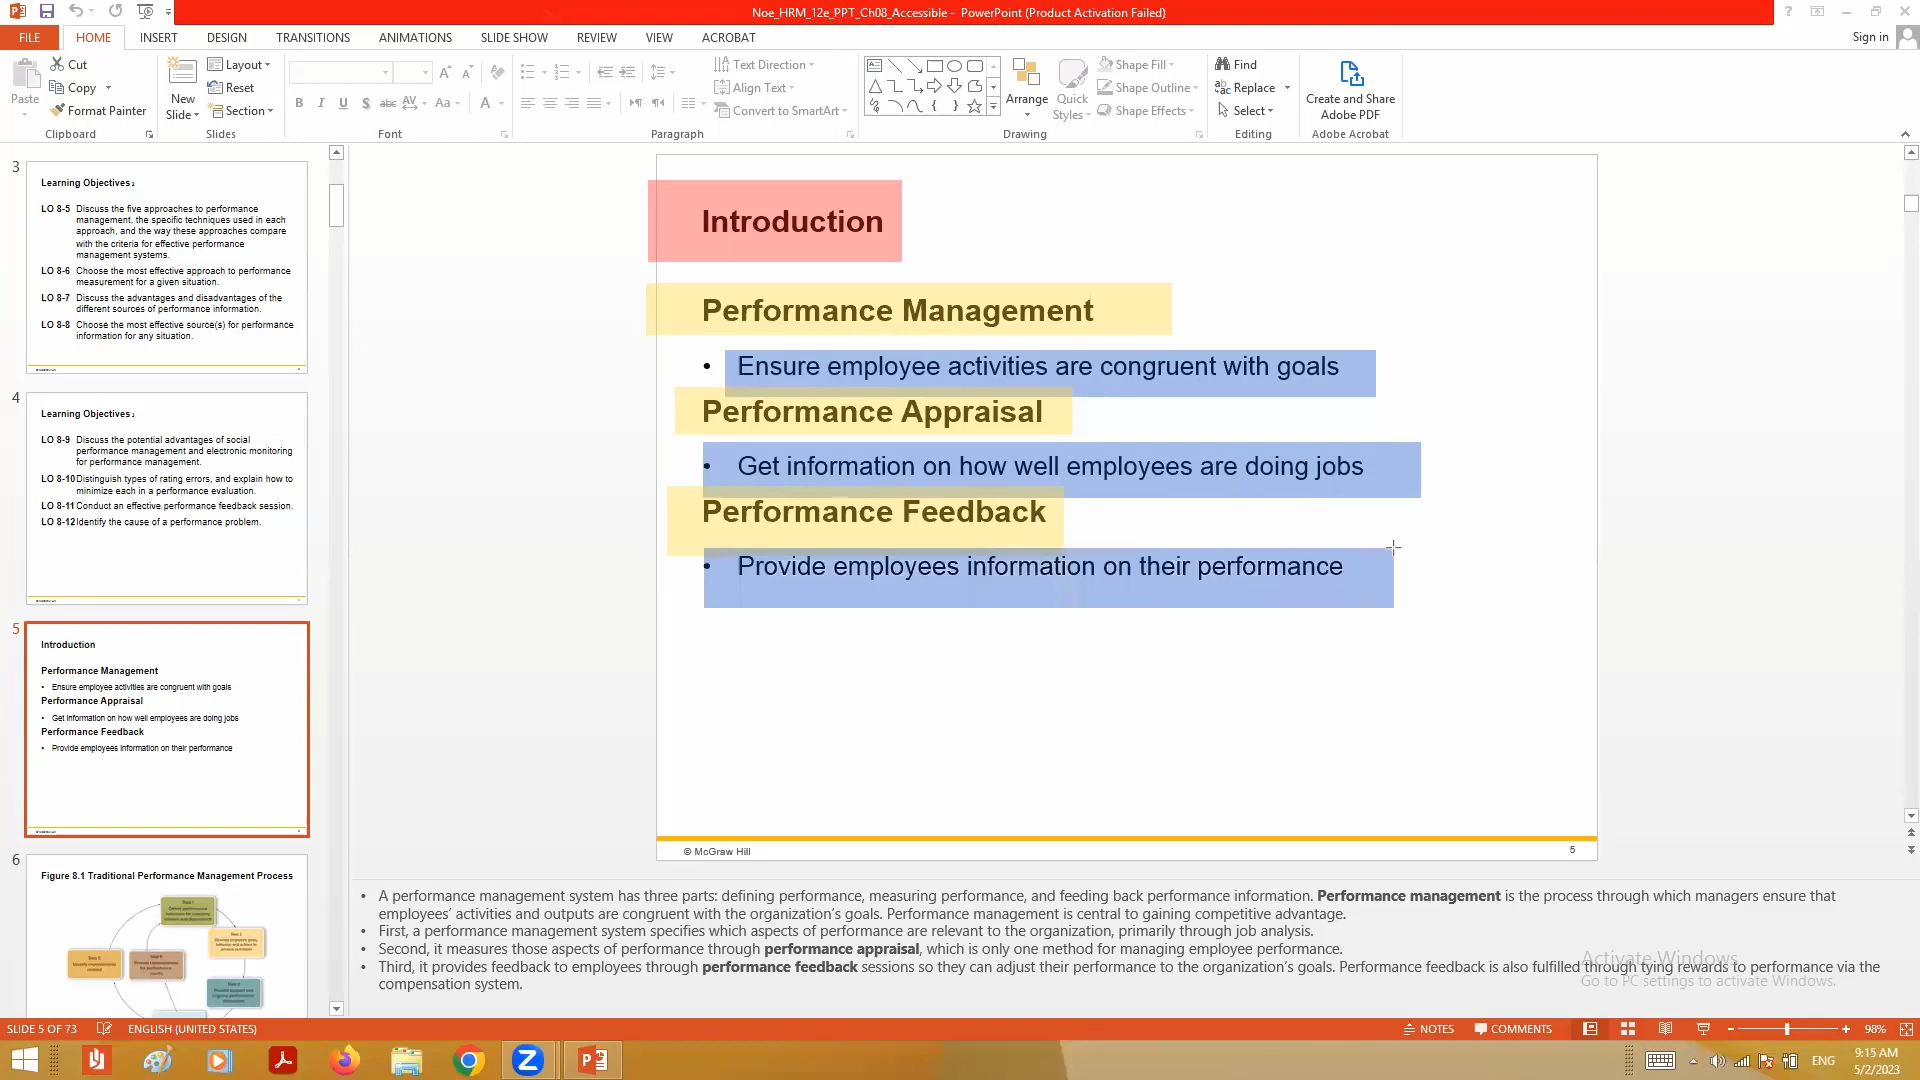 Noe_HRM_12e_PPT_Ch08_Accessible - PowerPoint (Product Activation Failed)
FILE HOME INSERT DESIGN TRANSITIONS ANIMATIONS SLIDE SHOW REVIEW VIEW ACROBAT Sign in
Cut Layout Text Direction Shape Fill Find
Copy Reset Align Text Shape Outline Replace
Paste Format Painter New Slide Section Convert to SmartArt Arrange Quick Styles Shape Effects Select Create and Share Adobe PDF
Clipboard Slides Font Paragraph Drawing Editing Adobe Acrobat
3
Learning Objectives
LO 8-5 Discuss the five approaches to performance
management, the specific techniques used in each
approach, and the way these approaches compare
with the criteria for effective performance
management systems.
LO 8-6 Choose the most effective approach to performance
measurement for a given situation.
LO 8-7 Discuss the advantages and disadvantages of the
different sources of performance information.
LO 8-8 Choose the most effective source(s) for performance
information for any situation.
4
Learning Objectives
LO 8-9 Discuss the potential advantages of social
performance management and electronic monitoring
for performance management.
LO 8-10 Distinguish types of rating errors, and explain how to
minimize each in a performance evaluation.
LO 8-11 Conduct an effective performance feedback session.
LO 8-12 Identify the cause of a performance problem.
5
Introduction
Performance Management
• Ensure employee activities are congruent with goals
Performance Appraisal
• Get information on how well employees are doing jobs
Performance Feedback
• Provide employees information on their performance
6
Figure 8.1 Traditional Performance Management Process
Introduction
Performance Management
• Ensure employee activities are congruent with goals
Performance Appraisal
• Get information on how well employees are doing jobs
Performance Feedback
• Provide employees information on their performance
© McGraw Hill
5
• A performance management system has three parts: defining performance, measuring performance, and feeding back performance information. Performance management is the process through which managers ensure that
employees' activities and outputs are congruent with the organization's goals. Performance management is central to gaining competitive advantage.
• First, a performance management system specifies which aspects of performance are relevant to the organization, primarily through job analysis.
• Second, it measures those aspects of performance through performance appraisal, which is only one method for managing employee performance.
• Third, it provides feedback to employees through performance feedback sessions so they can adjust their performance to the organization's goals. Performance feedback is also fulfilled through tying rewards to performance via the
compensation system.
Activate Windows
Go to PC settings to activate Windows.
SLIDE 5 OF 73 ENGLISH (UNITED STATES) NOTES COMMENTS 98%
ENG
9:15 AM
5/2/2023